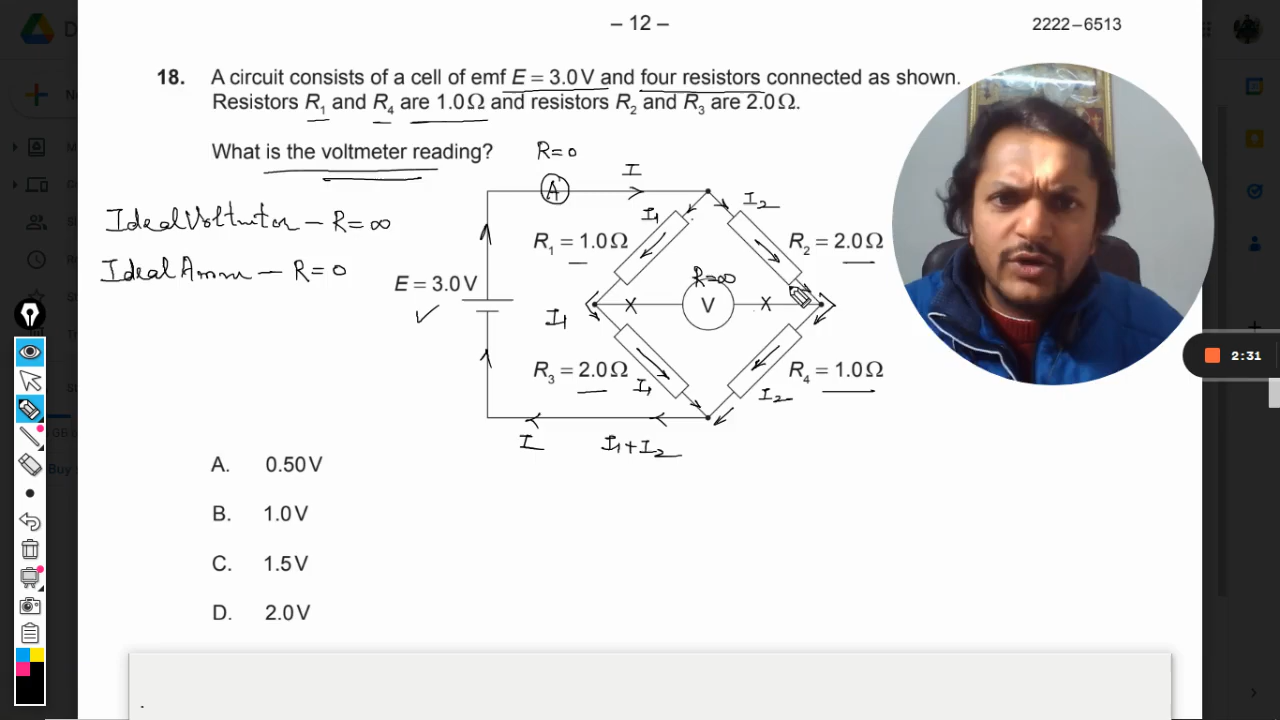 – 12 –
2222–6513
18. A circuit consists of a cell of emf E = 3.0 V and four resistors connected as shown.
Resistors R₁ and R₄ are 1.0 Ω and resistors R₂ and R₃ are 2.0 Ω.
What is the voltmeter reading?
R=0
I
A
I₁
I₂
Ideal Voltmtor – R=∞
R₁ = 1.0 Ω
R₂ = 2.0 Ω
Ideal Amm – R=0
R=∞
E = 3.0 V
V
I₁
R₃ = 2.0 Ω
I₁
R₄ = 1.0 Ω
I₂
I
I₁+I₂
A. 0.50 V
B. 1.0 V
C. 1.5 V
D. 2.0 V
2:31
Buy